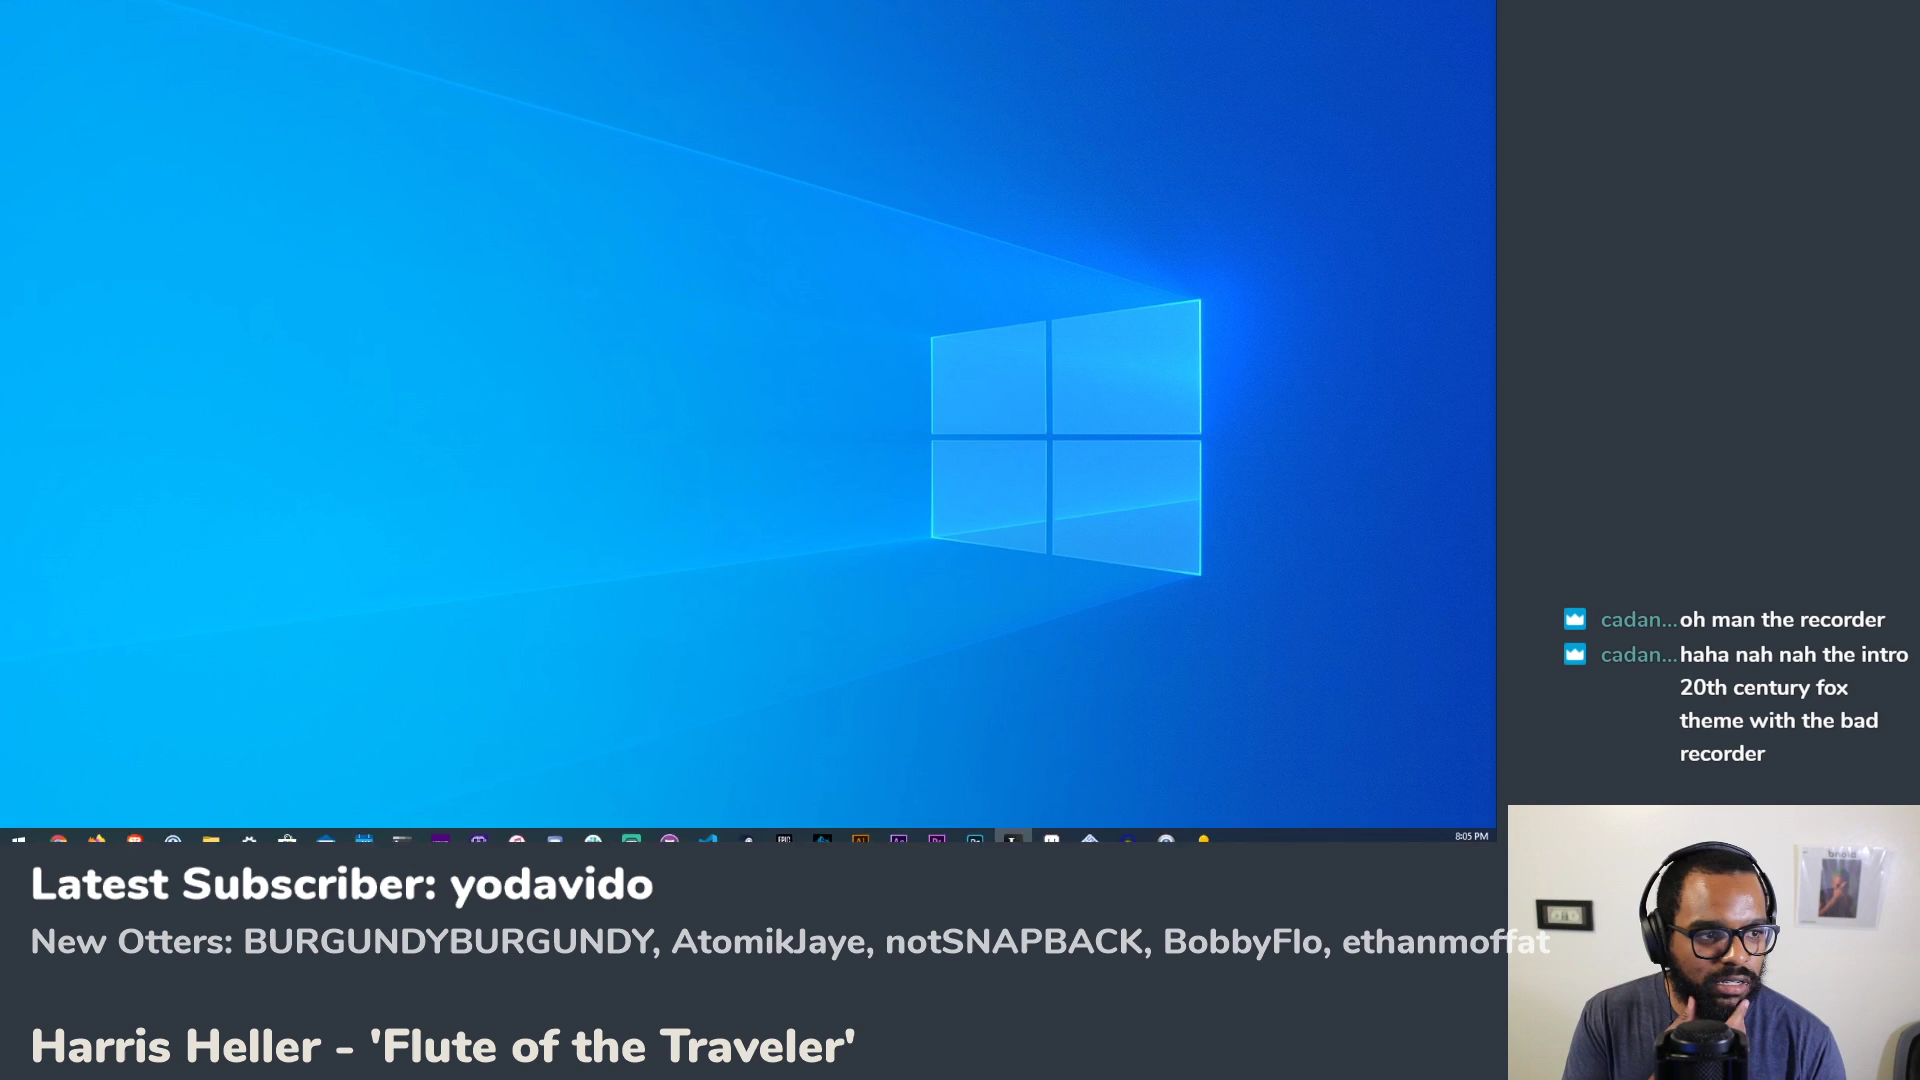 cadan... oh man the recorder
cadan... haha nah nah the intro
20th century fox
theme with the bad
recorder
8:05 PM
Latest Subscriber: yodavido
New Otters: BURGUNDYBURGUNDY, AtomikJaye, notSNAPBACK, BobbyFlo, ethanmoffat
Harris Heller - 'Flute of the Traveler'